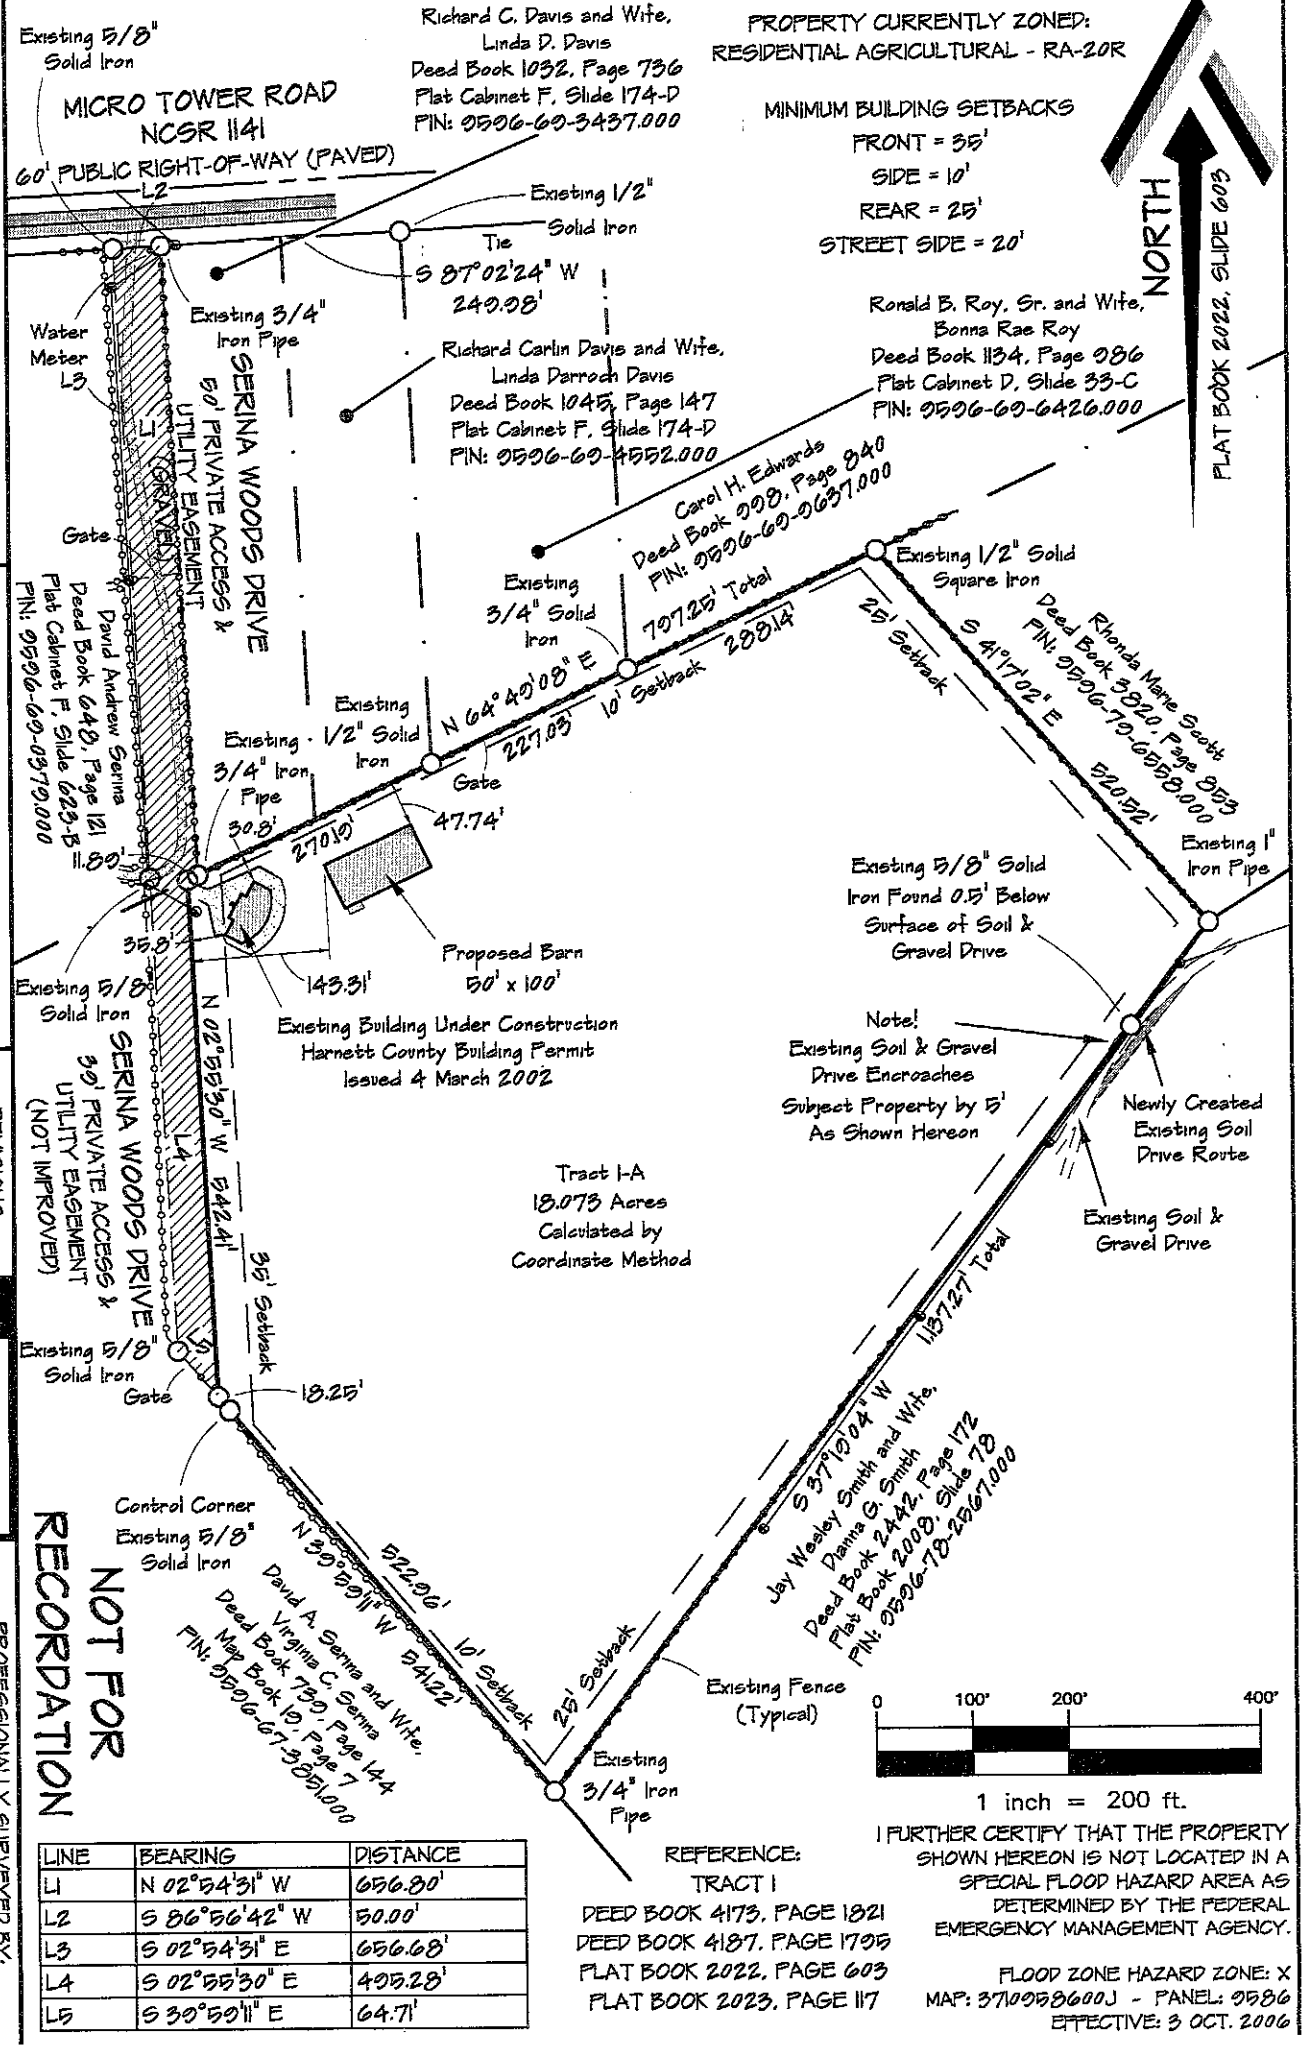 Existing 5/8"
Solid Iron
MICRO TOWER ROAD
NCSR 1141
60' PUBLIC RIGHT-OF-WAY (PAVED)
L2
Richard C. Davis and Wife,
Linda D. Davis
Deed Book 1032, Page 736
Plat Cabinet F, Slide 174-D
PIN: 9596-69-3437.000
PROPERTY CURRENTLY ZONED:
RESIDENTIAL AGRICULTURAL - RA-20R
MINIMUM BUILDING SETBACKS
FRONT = 35'
SIDE = 10'
REAR = 25'
STREET SIDE = 20'
NORTH
PLAT BOOK 2022, SLIDE 603
Existing 1/2"
Solid Iron
Tie
S 87°02'24" W
249.98'
Existing 3/4"
Iron Pipe
Water
Meter
L3
L1
(GRAVEL)
SERINA WOODS DRIVE
50' PRIVATE ACCESS &
UTILITY EASEMENT
Richard Carlin Davis and Wife,
Linda Darroch Davis
Deed Book 1045, Page 147
Plat Cabinet F, Slide 174-D
PIN: 9596-69-4552.000
Ronald B. Roy, Sr. and Wife,
Bonna Rae Roy
Deed Book 1134, Page 986
Plat Cabinet D, Slide 33-C
PIN: 9596-69-6426.000
Carol H. Edwards
Deed Book 998, Page 840
PIN: 9596-69-9637.000
Gate
David Andrew Serina
Deed Book 648, Page 121
Plat Cabinet F, Slide 623-B
PIN: 9596-69-0379.000
Existing
3/4" Solid
Iron
797.25' Total
288.14'
Existing 1/2" Solid
Square Iron
25' Setback
S 41°17'02" E
520.52'
Rhonda Marie Scott
Deed Book 3820, Page 853
PIN: 9596-79-6558.000
N 64°49'08" E
10' Setback
227.03'
Gate
Existing
1/2" Solid
Iron
Existing
3/4" Iron
Pipe
30.8'
270.19'
47.74'
11.89'
35.8'
143.31'
Proposed Barn
50' x 100'
Existing 5/8"
Solid Iron
Existing Building Under Construction
Harnett County Building Permit
Issued 4 March 2002
Existing 1"
Iron Pipe
Existing 5/8" Solid
Iron Found 0.5' Below
Surface of Soil &
Gravel Drive
Note!
Existing Soil & Gravel
Drive Encroaches
Subject Property by 5'
As Shown Hereon
Newly Created
Existing Soil
Drive Route
Existing Soil &
Gravel Drive
SERINA WOODS DRIVE
39' PRIVATE ACCESS &
UTILITY EASEMENT
(NOT IMPROVED)
L4
N 02°55'30" W 542.41'
35' Setback
Tract 1-A
18.073 Acres
Calculated by
Coordinate Method
1,137.27' Total
S 37°19'04" W
Jay Wesley Smith and Wife,
Dianna G. Smith
Deed Book 2442, Page 172
Plat Book 2008, Slide 78
PIN: 9596-78-2567.000
Existing 5/8"
Solid Iron
L5
Gate
18.25'
Control Corner
Existing 5/8"
Solid Iron
522.96'
N 39°59'11" W 541.22'
10' Setback
David A. Serina and Wife,
Virginia C. Serina
Deed Book 739, Page 144
Map Book 19, Page 7
PIN: 9596-67-3851.000
25' Setback
Existing Fence
(Typical)
Existing
3/4" Iron
Pipe
NOT FOR
RECORDATION
PROFESSIONALLY SURVEYED BY:
0 100' 200' 400'
1 inch = 200 ft.
LINE BEARING DISTANCE
L1 N 02°54'31" W 656.80'
L2 S 86°56'42" W 50.00'
L3 S 02°54'31" E 656.68'
L4 S 02°55'30" E 495.28'
L5 S 39°59'11" E 64.71'
REFERENCE:
TRACT 1
DEED BOOK 4173, PAGE 1821
DEED BOOK 4187, PAGE 1795
PLAT BOOK 2022, PAGE 603
PLAT BOOK 2023, PAGE 117
I FURTHER CERTIFY THAT THE PROPERTY
SHOWN HEREON IS NOT LOCATED IN A
SPECIAL FLOOD HAZARD AREA AS
DETERMINED BY THE FEDERAL
EMERGENCY MANAGEMENT AGENCY.
FLOOD ZONE HAZARD ZONE: X
MAP: 3710958600J - PANEL: 9586
EFFECTIVE: 3 OCT. 2006